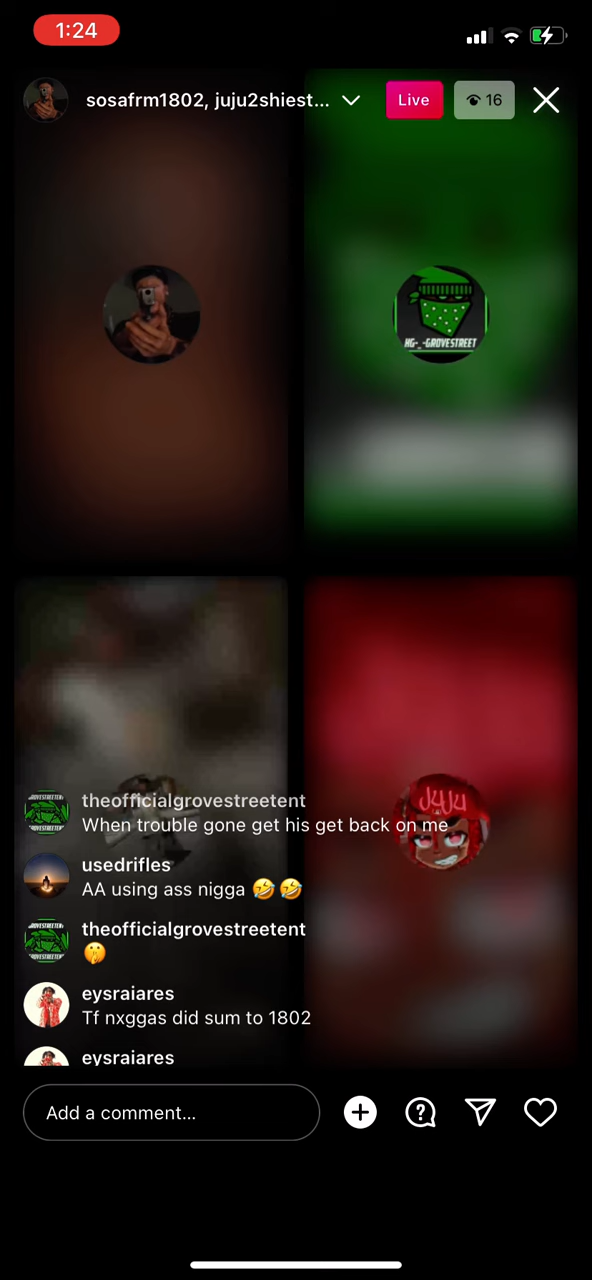 1:24
sosafrm1802, juju2shiest...
Live
16
HG-_-GROVESTREET
JUJU
theofficialgrovestreetent
When trouble gone get his get back on me
usedrifles
AA using ass nigga 🤣🤣
theofficialgrovestreetent
🤫
eysraiares
Tf nxggas did sum to 1802
eysraiares
Add a comment...